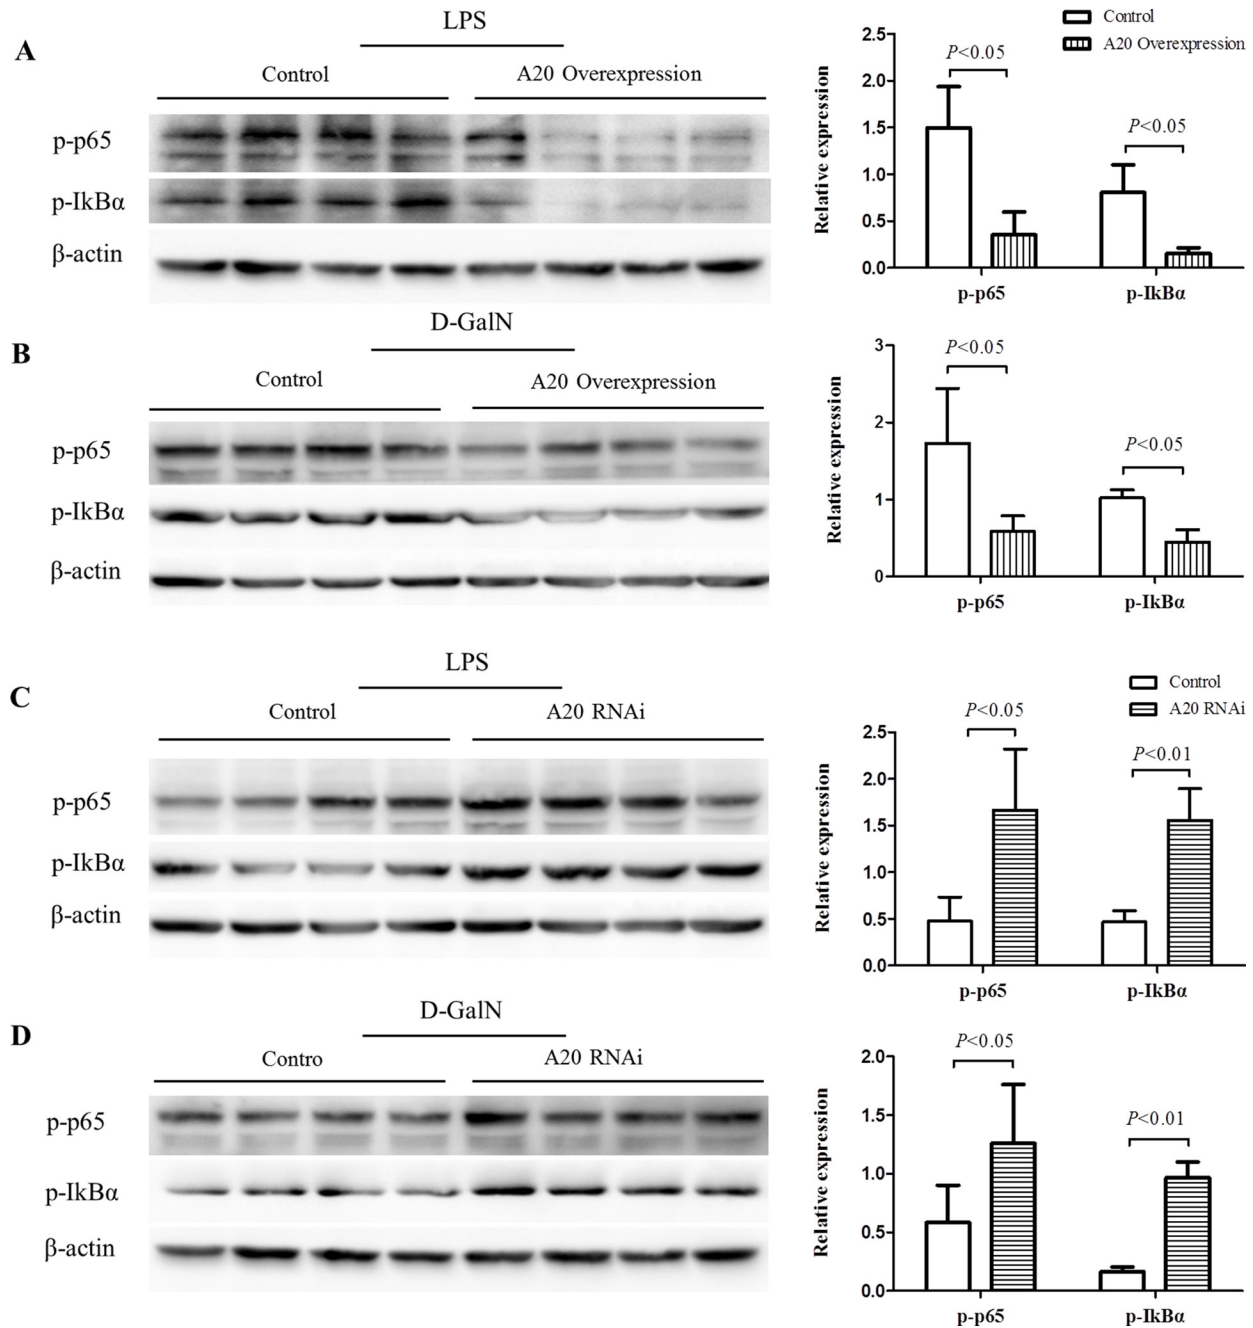 A
LPS
Control
A20 Overexpression
p-p65
p-IkBα
β-actin
Control
A20 Overexpression
Relative expression
2.5
2.0
1.5
1.0
0.5
0.0
P<0.05
P<0.05
p-p65
p-IkBα
B
D-GalN
Control
A20 Overexpression
p-p65
p-IkBα
β-actin
Relative expression
3
2
1
0
P<0.05
P<0.05
p-p65
p-IkBα
C
LPS
Control
A20 RNAi
p-p65
p-IkBα
β-actin
Control
A20 RNAi
Relative expression
2.5
2.0
1.5
1.0
0.5
0.0
P<0.05
P<0.01
p-p65
p-IkBα
D
D-GalN
Contro
A20 RNAi
p-p65
p-IkBα
β-actin
Relative expression
2.0
1.5
1.0
0.5
0.0
P<0.05
P<0.01
p-p65
p-IkBα